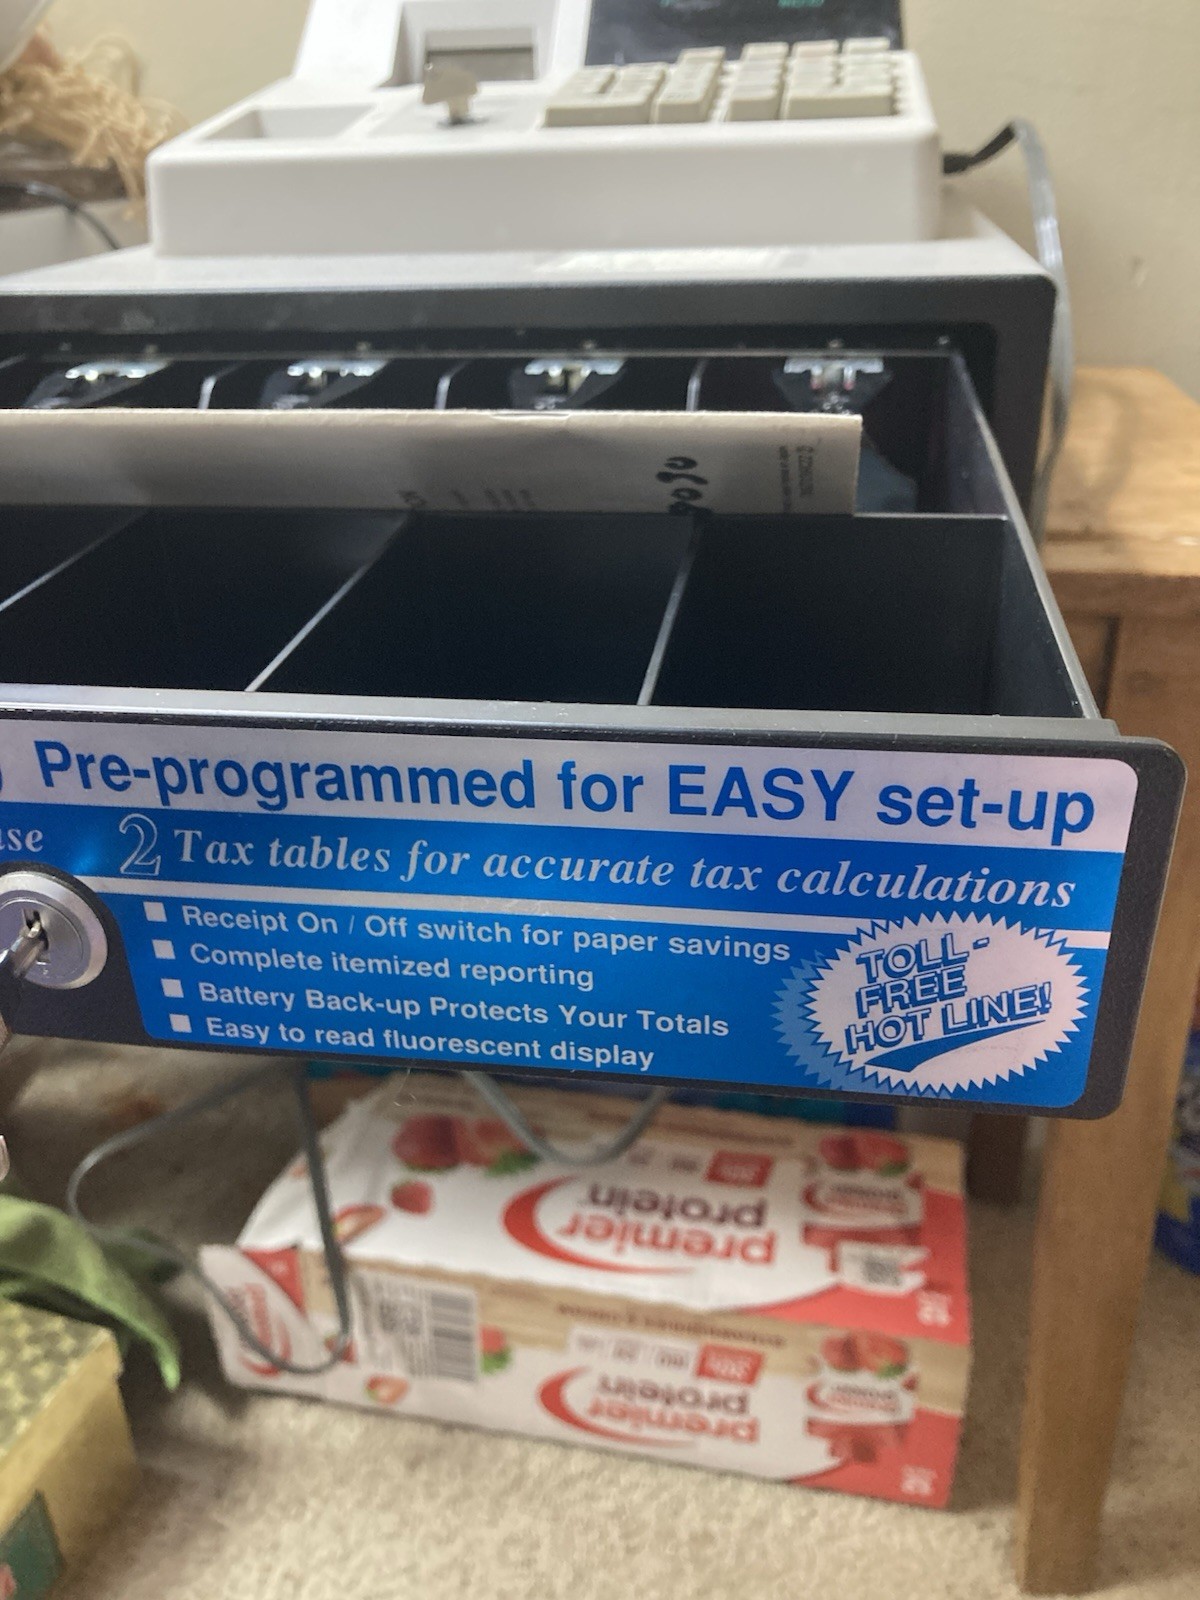 Pre-programmed for EASY set-up
2 Tax tables for accurate tax calculations
Receipt On / Off switch for paper savings
Complete itemized reporting
Battery Back-up Protects Your Totals
Easy to read fluorescent display
TOLL-
FREE
HOT LINE!
premier
protein
premier
protein